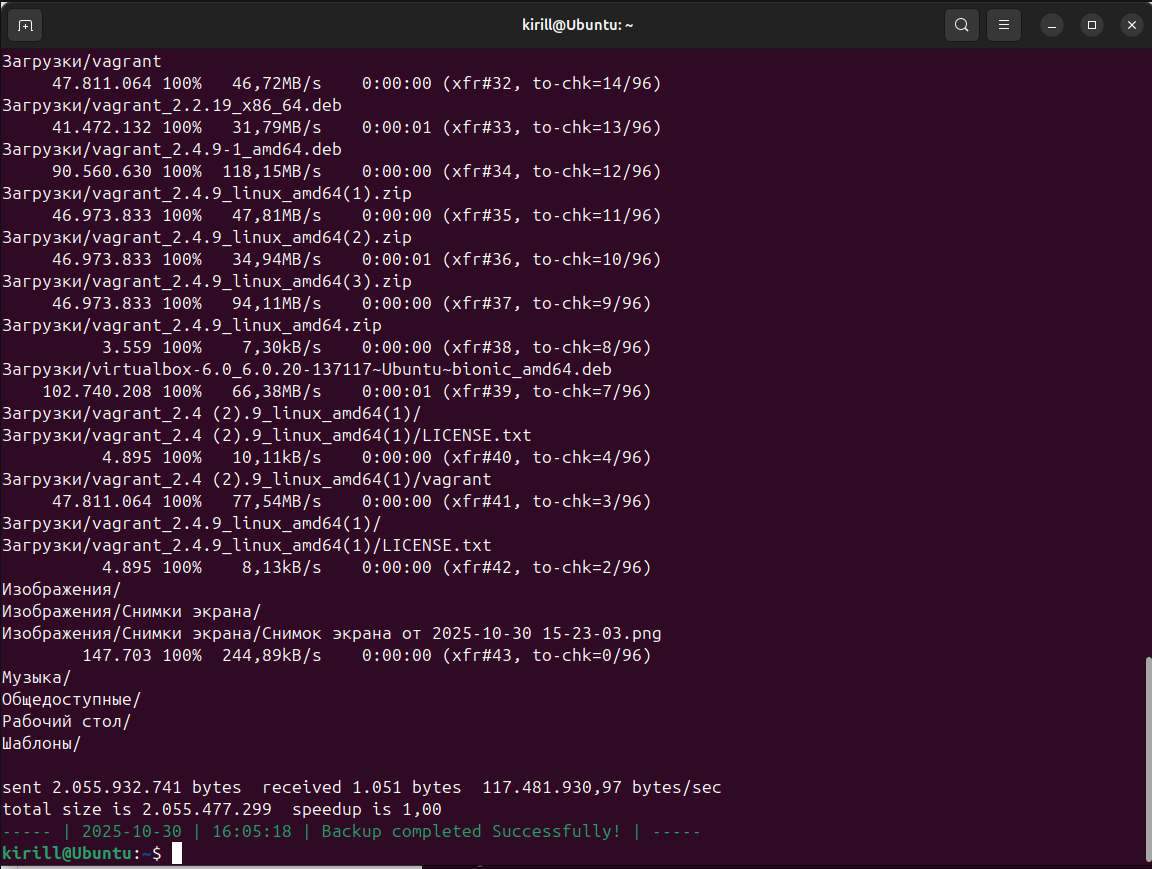 kirill@Ubuntu: ~
Загрузки/vagrant
47.811.064 100% 46,72MB/s 0:00:00 (xfr#32, to-chk=14/96)
Загрузки/vagrant_2.2.19_x86_64.deb
41.472.132 100% 31,79MB/s 0:00:01 (xfr#33, to-chk=13/96)
Загрузки/vagrant_2.4.9-1_amd64.deb
90.560.630 100% 118,15MB/s 0:00:00 (xfr#34, to-chk=12/96)
Загрузки/vagrant_2.4.9_linux_amd64(1).zip
46.973.833 100% 47,81MB/s 0:00:00 (xfr#35, to-chk=11/96)
Загрузки/vagrant_2.4.9_linux_amd64(2).zip
46.973.833 100% 34,94MB/s 0:00:01 (xfr#36, to-chk=10/96)
Загрузки/vagrant_2.4.9_linux_amd64(3).zip
46.973.833 100% 94,11MB/s 0:00:00 (xfr#37, to-chk=9/96)
Загрузки/vagrant_2.4.9_linux_amd64.zip
3.559 100% 7,30kB/s 0:00:00 (xfr#38, to-chk=8/96)
Загрузки/virtualbox-6.0_6.0.20-137117~Ubuntu~bionic_amd64.deb
102.740.208 100% 66,38MB/s 0:00:01 (xfr#39, to-chk=7/96)
Загрузки/vagrant_2.4 (2).9_linux_amd64(1)/
Загрузки/vagrant_2.4 (2).9_linux_amd64(1)/LICENSE.txt
4.895 100% 10,11kB/s 0:00:00 (xfr#40, to-chk=4/96)
Загрузки/vagrant_2.4 (2).9_linux_amd64(1)/vagrant
47.811.064 100% 77,54MB/s 0:00:00 (xfr#41, to-chk=3/96)
Загрузки/vagrant_2.4.9_linux_amd64(1)/
Загрузки/vagrant_2.4.9_linux_amd64(1)/LICENSE.txt
4.895 100% 8,13kB/s 0:00:00 (xfr#42, to-chk=2/96)
Изображения/
Изображения/Снимки экрана/
Изображения/Снимки экрана/Снимок экрана от 2025-10-30 15-23-03.png
147.703 100% 244,89kB/s 0:00:00 (xfr#43, to-chk=0/96)
Музыка/
Общедоступные/
Рабочий стол/
Шаблоны/
sent 2.055.932.741 bytes received 1.051 bytes 117.481.930,97 bytes/sec
total size is 2.055.477.299 speedup is 1,00
----- | 2025-10-30 | 16:05:18 | Backup completed Successfully! | -----
kirill@Ubuntu:~$